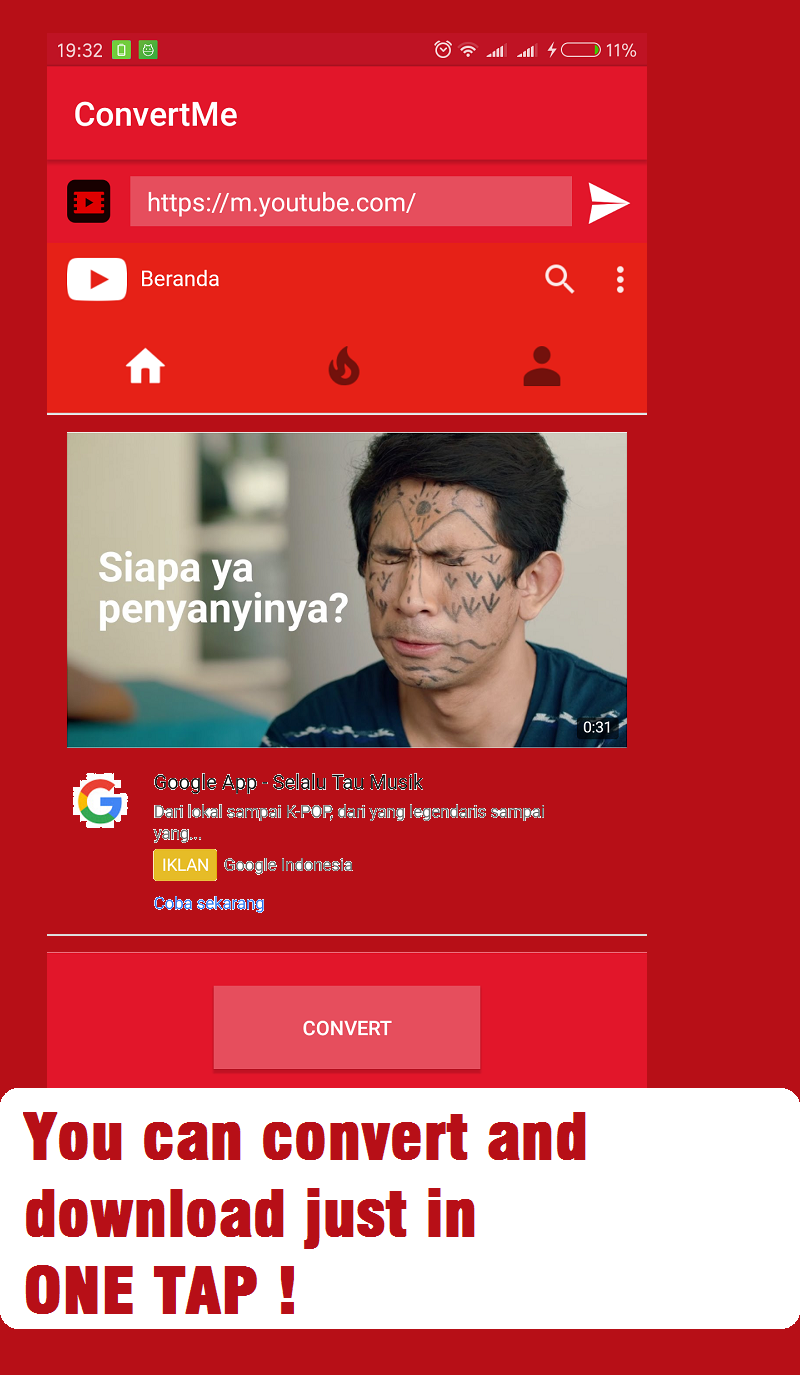 19:32 11%
ConvertMe
https://m.youtube.com/
Beranda
Siapa ya
penyanyinya?
0:31
Google App - Selalu Tau Musik
Dari lokal sampai K-POP, dari yang legendaris sampai
yang...
IKLAN Google Indonesia
Coba sekarang
CONVERT
You can convert and
download just in
ONE TAP !